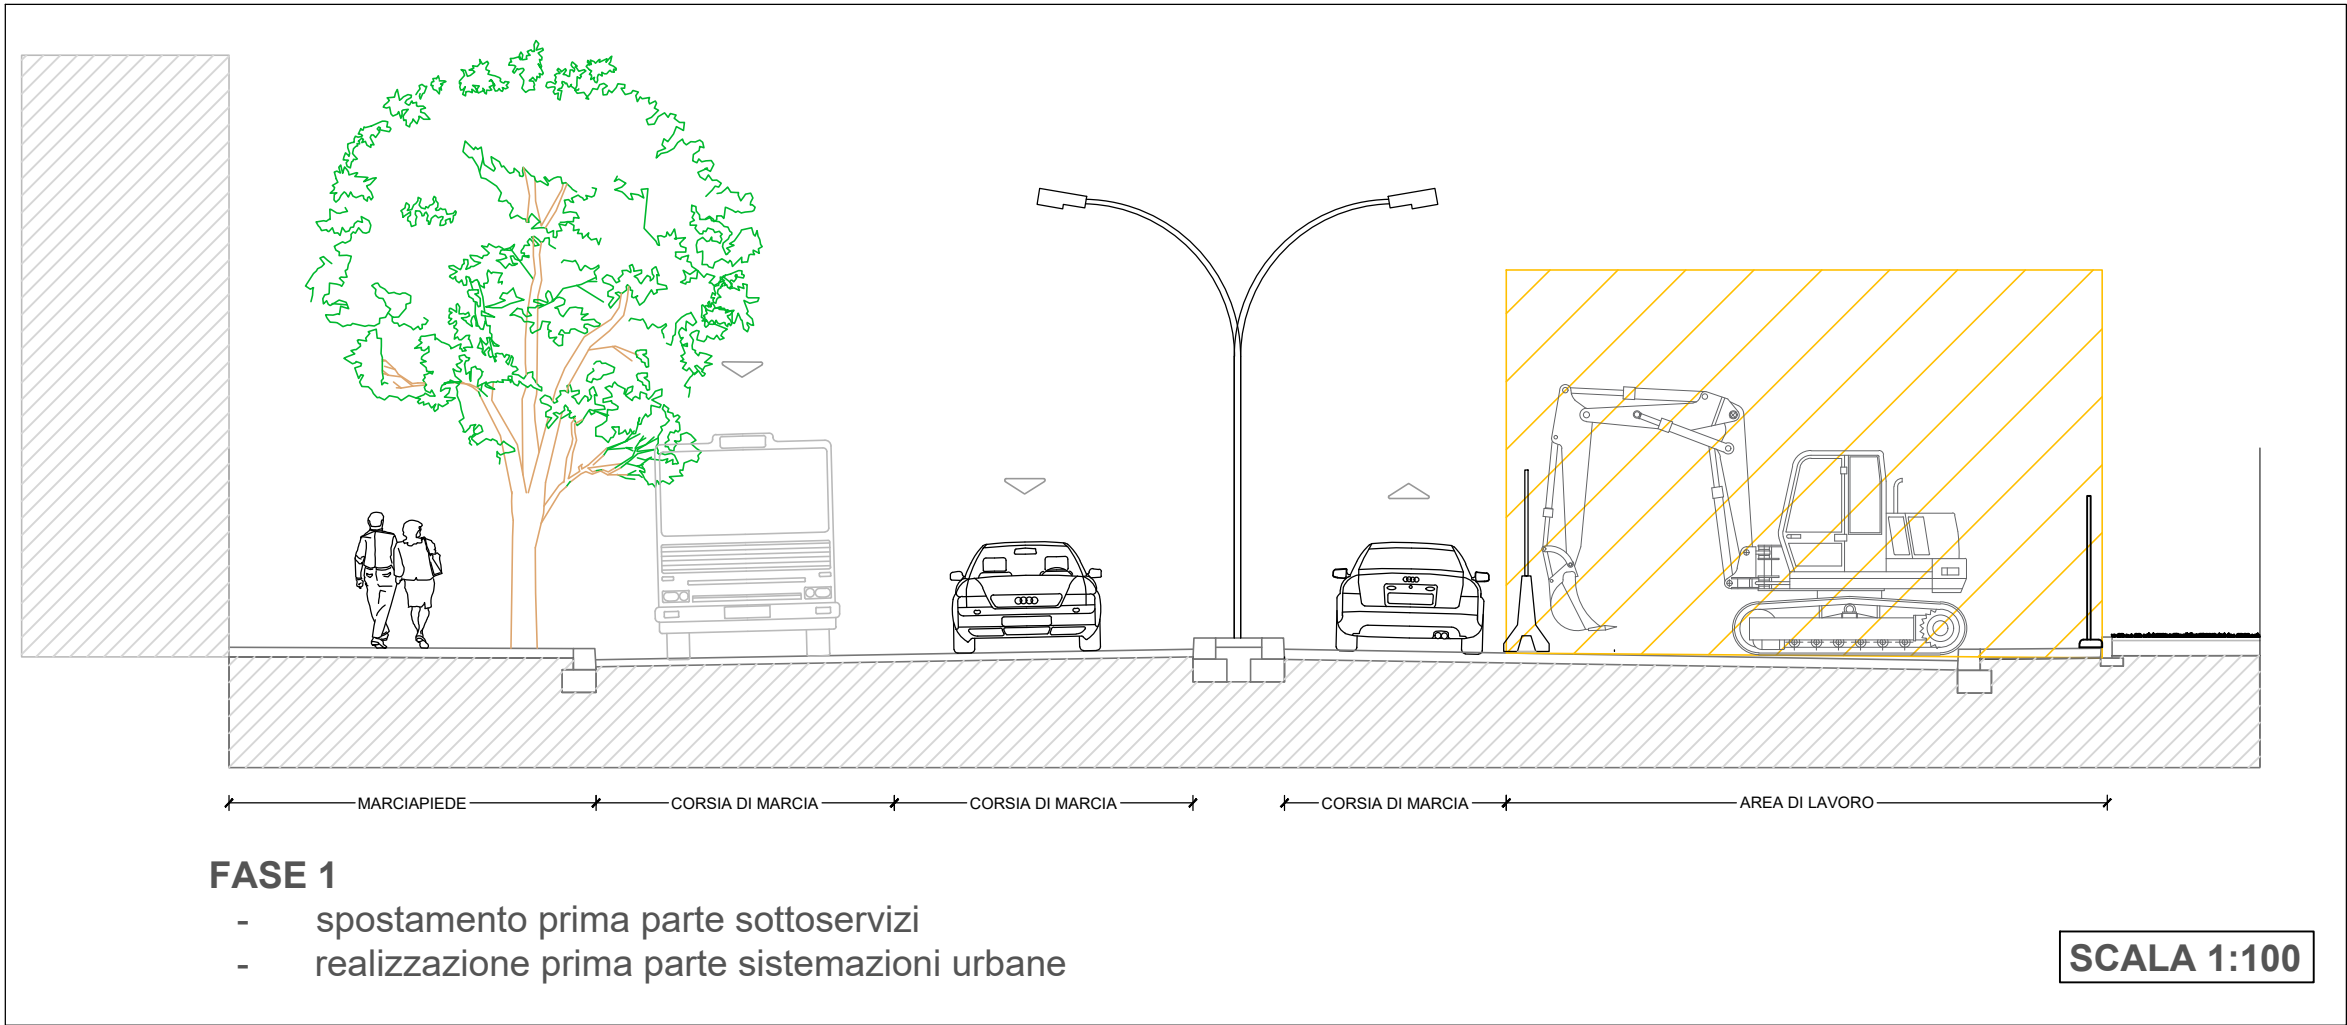 MARCIAPIEDE
CORSIA DI MARCIA
CORSIA DI MARCIA
CORSIA DI MARCIA
AREA DI LAVORO
FASE 1
- spostamento prima parte sottoservizi
- realizzazione prima parte sistemazioni urbane
SCALA 1:100